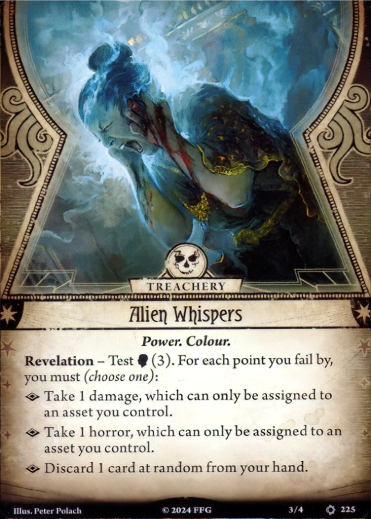 TREACHERY
Alien Whispers
Power. Colour.
Revelation – Test (3). For each point you fail by,
you must (choose one):
Take 1 damage, which can only be assigned to
an asset you control.
Take 1 horror, which can only be assigned to an
asset you control.
Discard 1 card at random from your hand.
Illus. Peter Polach © 2024 FFG 3/4 225